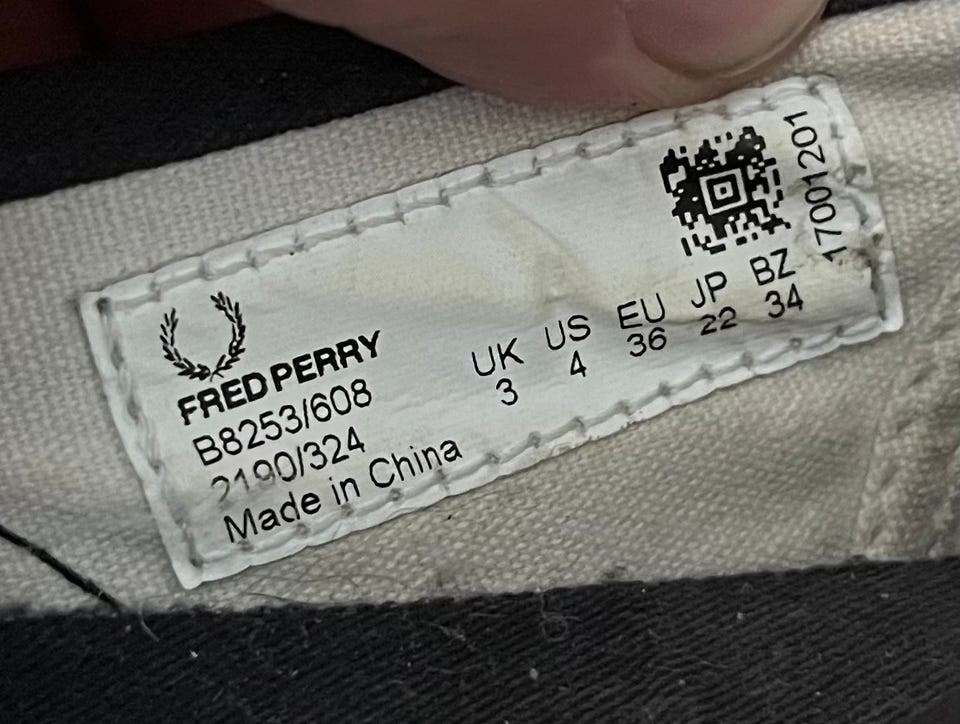 FRED PERRY
B8253/608
2190/324
Made in China
UK US EU JP BZ
3 4 36 22 34
17001201